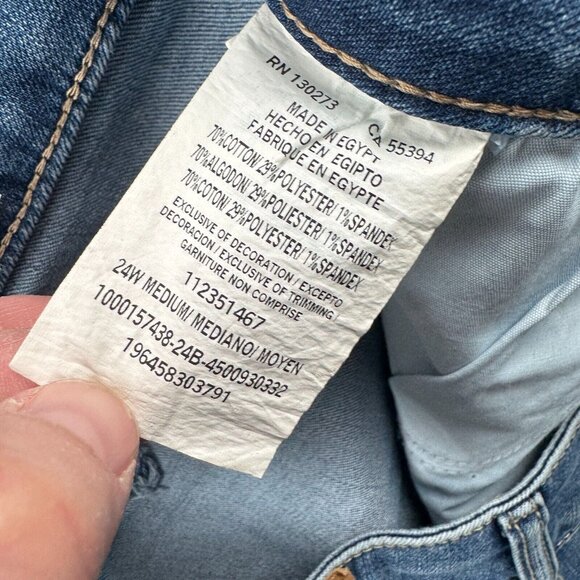 RN 130273 CA 55394
MADE IN EGYPT
HECHO EN EGIPTO
FABRIQUE EN EGYPTE
70%COTTON/ 29%POLYESTER/ 1%SPANDEX
70%ALGODON/ 29%POLIESTER/ 1%SPANDEX
70%COTON/ 29%POLYESTER/ 1%SPANDEX
EXCLUSIVE OF DECORATION / EXCEPTO
DECORACION / EXCLUSIVE OF TRIMMING /
GARNITURE NON COMPRISE
112351467
24W MEDIUM/ MEDIANO/ MOYEN
1000157438-24B-4500930332
196458303791